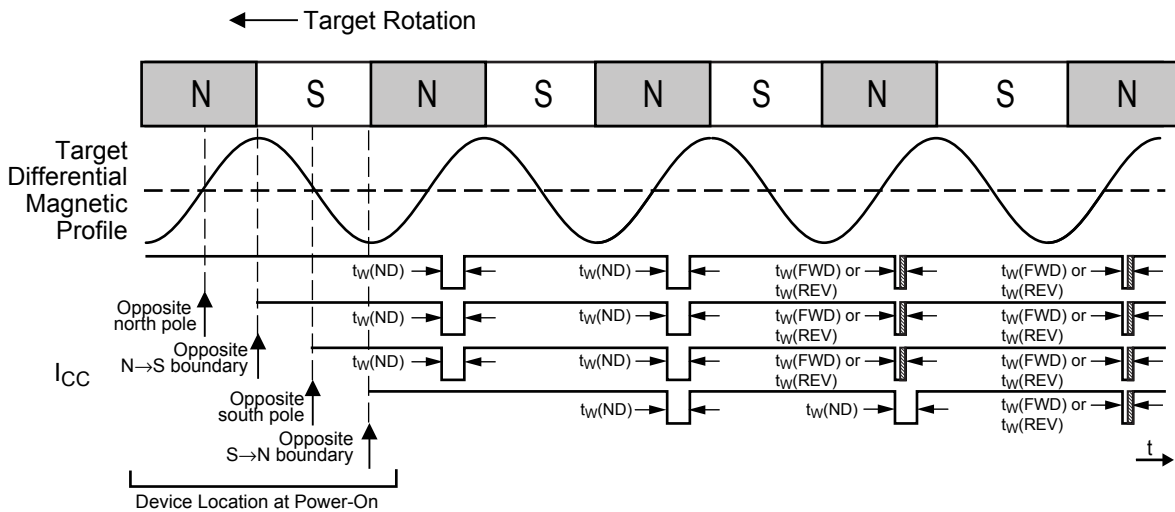 Target Rotation
N S N S N S N S N
Target
Differential
Magnetic
Profile
tW(ND) tW(ND) tW(FWD) or tW(FWD) or
tW(REV) tW(REV)
Opposite
north pole
tW(ND) tW(ND) tW(FWD) or tW(FWD) or
tW(REV) tW(REV)
Opposite
N→S boundary
tW(ND) tW(ND) tW(FWD) or tW(FWD) or
tW(REV) tW(REV)
ICC
Opposite
south pole
tW(ND) tW(ND) tW(FWD) or
tW(REV)
Opposite
S→N boundary
t
Device Location at Power-On